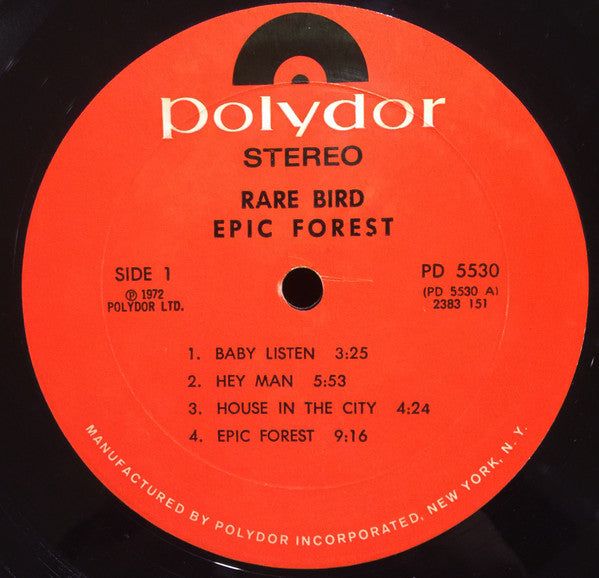 polydor
STEREO
RARE BIRD
EPIC FOREST
SIDE 1
℗ 1972
POLYDOR LTD.
PD 5530
(PD 5530 A)
2383 151
1. BABY LISTEN 3:25
2. HEY MAN 5:53
3. HOUSE IN THE CITY 4:24
4. EPIC FOREST 9:16
MANUFACTURED BY POLYDOR INCORPORATED, NEW YORK, N. Y.